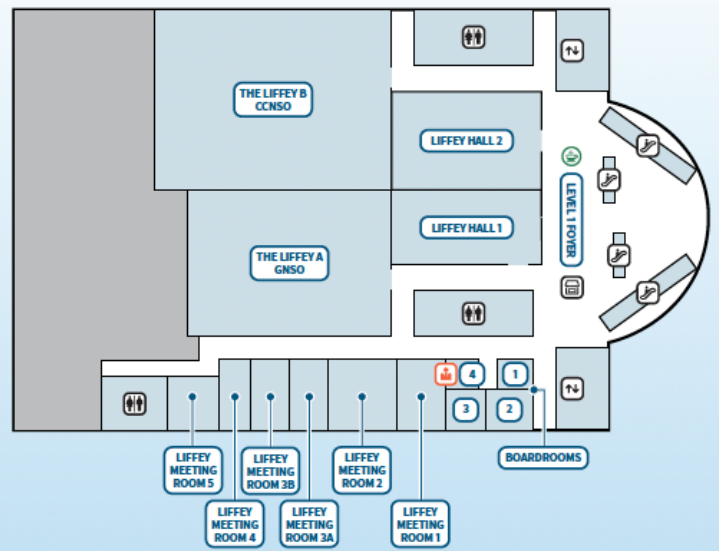 THE LIFFEY B
CCNSO
LIFFEY HALL 2
LEVEL 1 FOYER
LIFFEY HALL 1
THE LIFFEY A
GNSO
4
1
3
2
BOARDROOMS
LIFFEY
MEETING
ROOM 5
LIFFEY
MEETING
ROOM 3B
LIFFEY
MEETING
ROOM 2
LIFFEY
MEETING
ROOM 4
LIFFEY
MEETING
ROOM 3A
LIFFEY
MEETING
ROOM 1